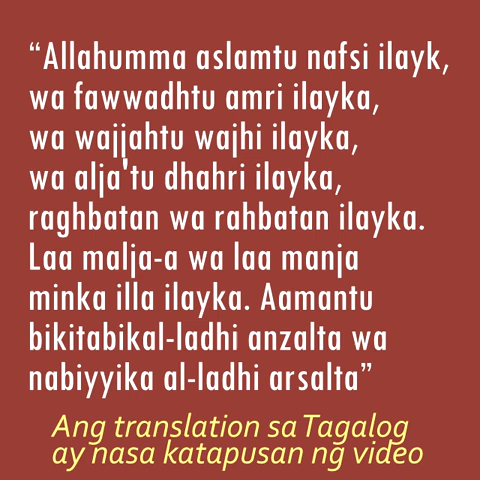 “Allahumma aslamtu nafsi ilayk,
wa fawwadhtu amri ilayka,
wa wajjahtu wajhi ilayka,
wa alja'tu dhahri ilayka,
raghbatan wa rahbatan ilayka.
Laa malja-a wa laa manja
minka illa ilayka. Aamantu
bikitabikal-ladhi anzalta wa
nabiyyika al-ladhi arsalta”
Ang translation sa Tagalog
ay nasa katapusan ng video